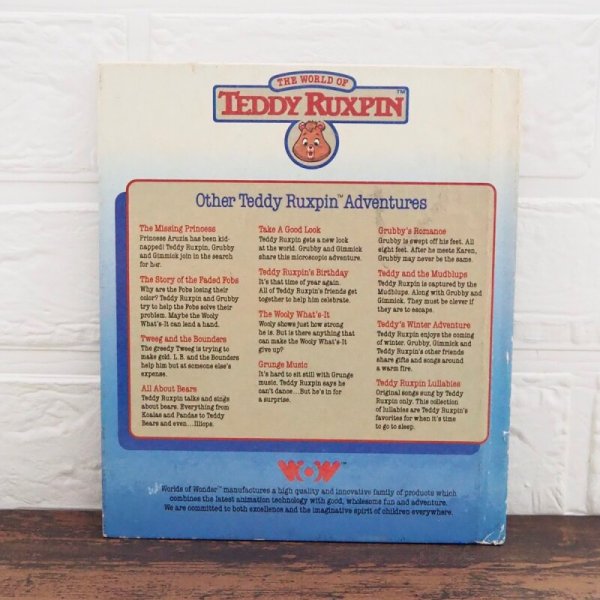 THE WORLD OF
TEDDY RUXPIN™
Other Teddy Ruxpin™ Adventures
The Missing Princess
Princess Aruzia has been kid-
napped! Teddy Ruxpin, Grubby
and Gimmick join in the search
for her.
The Story of the Faded Fobs
Why are the Fobs losing their
color? Teddy Ruxpin and Grubby
try to help the Fobs solve their
problem. Maybe the Wooly
What's-It can lend a hand.
Tweeg and the Bounders
The greedy Tweeg is trying to
make gold. L.B. and the Bounders
help him but at someone else's
expense.
All About Bears
Teddy Ruxpin talks and sings
about bears. Everything from
Koalas and Pandas to Teddy
Bears and even...Illiops.
Take A Good Look
Teddy Ruxpin gets a new look
at the world. Grubby and Gimmick
share this microscopic adventure.
Teddy Ruxpin's Birthday
It's that time of year again.
All of Teddy Ruxpin's friends get
together to help him celebrate.
The Wooly What's-It
Wooly shows just how strong
he is. But is there anything that
can make the Wooly What's-It
give up?
Grunge Music
It's hard to sit still with Grunge
music. Teddy Ruxpin says he
can't dance...But he's in for
a surprise.
Grubby's Romance
Grubby is swept off his feet. All
eight feet. After he meets Karen,
Grubby may never be the same.
Teddy and the Mudblups
Teddy Ruxpin is captured by the
Mudblups. Along with Grubby and
Gimmick. They must be clever if
they are to escape.
Teddy's Winter Adventure
Teddy Ruxpin enjoys the coming
of winter. Grubby, Gimmick and
Teddy Ruxpin's other friends
share gifts and songs around
a warm fire.
Teddy Ruxpin Lullabies
Original songs sung by Teddy
Ruxpin only. This collection
of lullabies are Teddy Ruxpin's
favorites for when it's time
to go to sleep.
WOW™
Worlds of Wonder™ manufactures a high quality and innovative family of products which
combines the latest animation technology with good, wholesome fun and adventure.
We are committed to both excellence and the imaginative spirit of children everywhere.